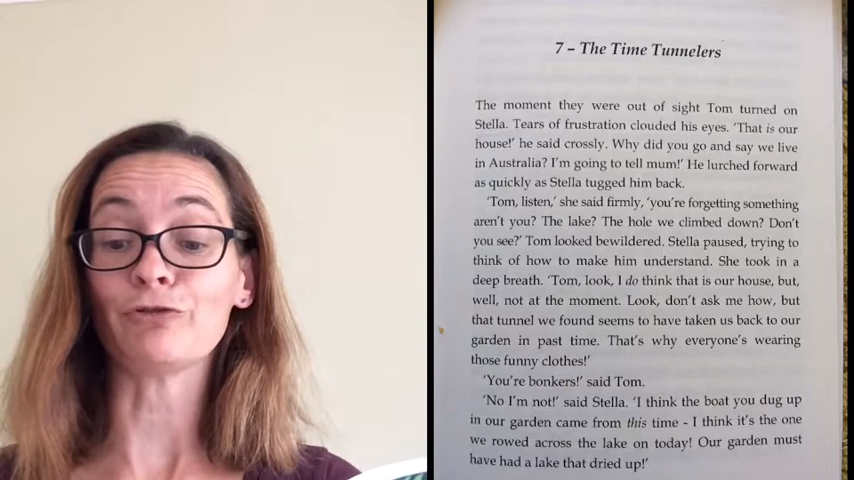 7 – The Time Tunnelers
The moment they were out of sight Tom turned on
Stella. Tears of frustration clouded his eyes. 'That is our
house!' he said crossly. Why did you go and say we live
in Australia? I'm going to tell mum!' He lurched forward
as quickly as Stella tugged him back.
'Tom, listen,' she said firmly, 'you're forgetting something
aren't you? The lake? The hole we climbed down? Don't
you see?' Tom looked bewildered. Stella paused, trying to
think of how to make him understand. She took in a
deep breath. 'Tom, look, I do think that is our house, but,
well, not at the moment. Look, don't ask me how, but
that tunnel we found seems to have taken us back to our
garden in past time. That's why everyone's wearing
those funny clothes!'
'You're bonkers!' said Tom.
'No I'm not!' said Stella. 'I think the boat you dug up
in our garden came from this time - I think it's the one
we rowed across the lake on today! Our garden must
have had a lake that dried up!'